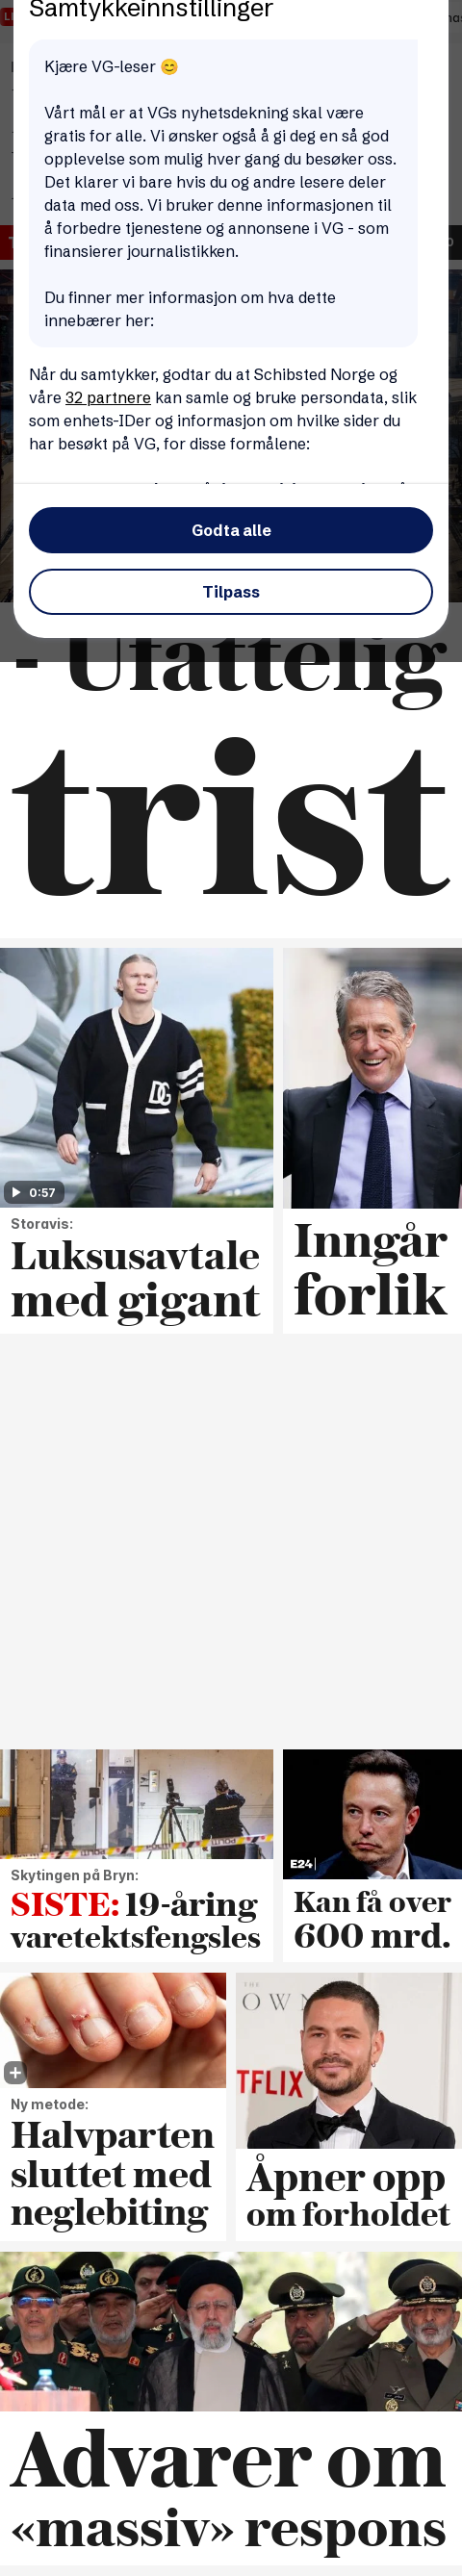 Samtykkeinnstillinger
Kjære VG-leser 😊
Vårt mål er at VGs nyhetsdekning skal være
gratis for alle. Vi ønsker også å gi deg en så god
opplevelse som mulig hver gang du besøker oss.
Det klarer vi bare hvis du og andre lesere deler
data med oss. Vi bruker denne informasjonen til
å forbedre tjenestene og annonsene i VG - som
finansierer journalistikken.
Du finner mer informasjon om hva dette
innebærer her:
Når du samtykker, godtar du at Schibsted Norge og
våre 32 partnere kan samle og bruke persondata, slik
som enhets-IDer og informasjon om hvilke sider du
har besøkt på VG, for disse formålene:
Godta alle
Tilpass
- Ufattelig
trist
DG
0:57
Storavis:
Luksusavtale
med gigant
Inngår
forlik
E24
Skytingen på Bryn:
SISTE: 19-åring
varetektsfengsles
Kan få over
600 mrd.
Ny metode:
Halvparten
sluttet med
neglebiting
THE
OWN
TFLIX
Åpner opp
om forholdet
Advarer om
«massiv» respons